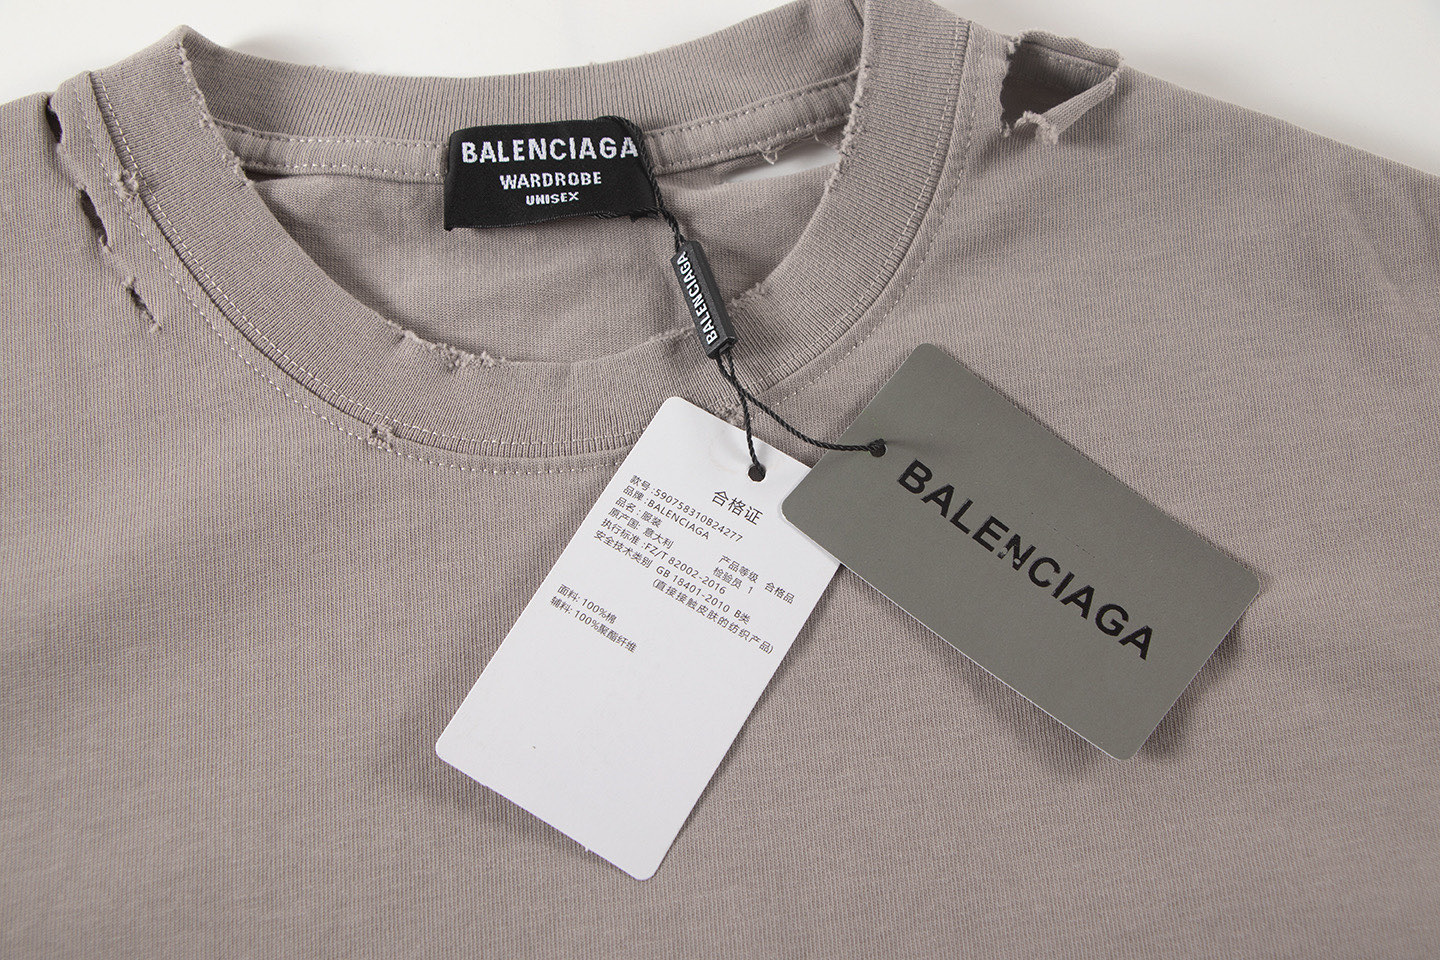 BALENCIAGA
WARDROBE
UNISEX
BALENCIAGA
合格证
款号:590758310B24277
品牌:BALENCIAGA
品名: 服装
原产国: 意大利
产品等级 合格品
执行标准 :FZ/T 82002-2016
检验员 1
安全技术类别 GB 18401-2010 B类
(直接接触皮肤的纺织产品)
面料: 100%棉
辅料: 100%聚酯纤维
BALENCIAGA